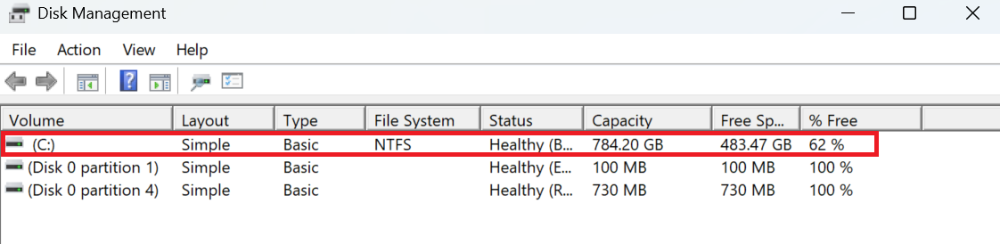 Disk Management
File Action View Help
Volume Layout Type File System Status Capacity Free Sp... % Free
(C:) Simple Basic NTFS Healthy (B... 784.20 GB 483.47 GB 62 %
(Disk 0 partition 1) Simple Basic Healthy (E... 100 MB 100 MB 100 %
(Disk 0 partition 4) Simple Basic Healthy (R... 730 MB 730 MB 100 %